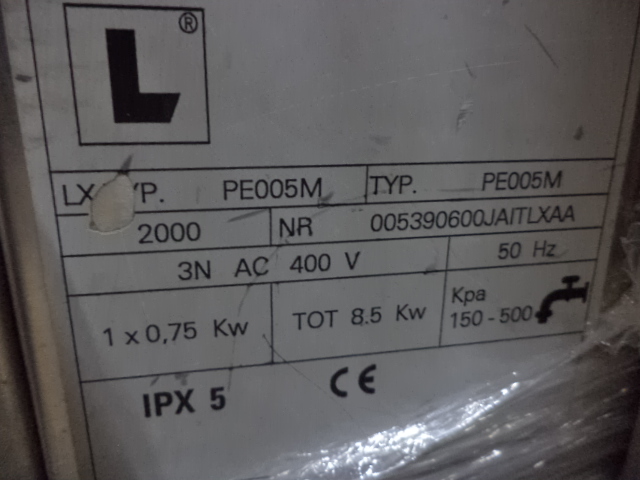 L®
LX TYP. PE005M TYP. PE005M
2000 NR 005390600JAITLXAA
3N AC 400 V 50 Hz
1 x 0,75 Kw TOT 8.5 Kw Kpa
150 - 500
IPX 5 CE